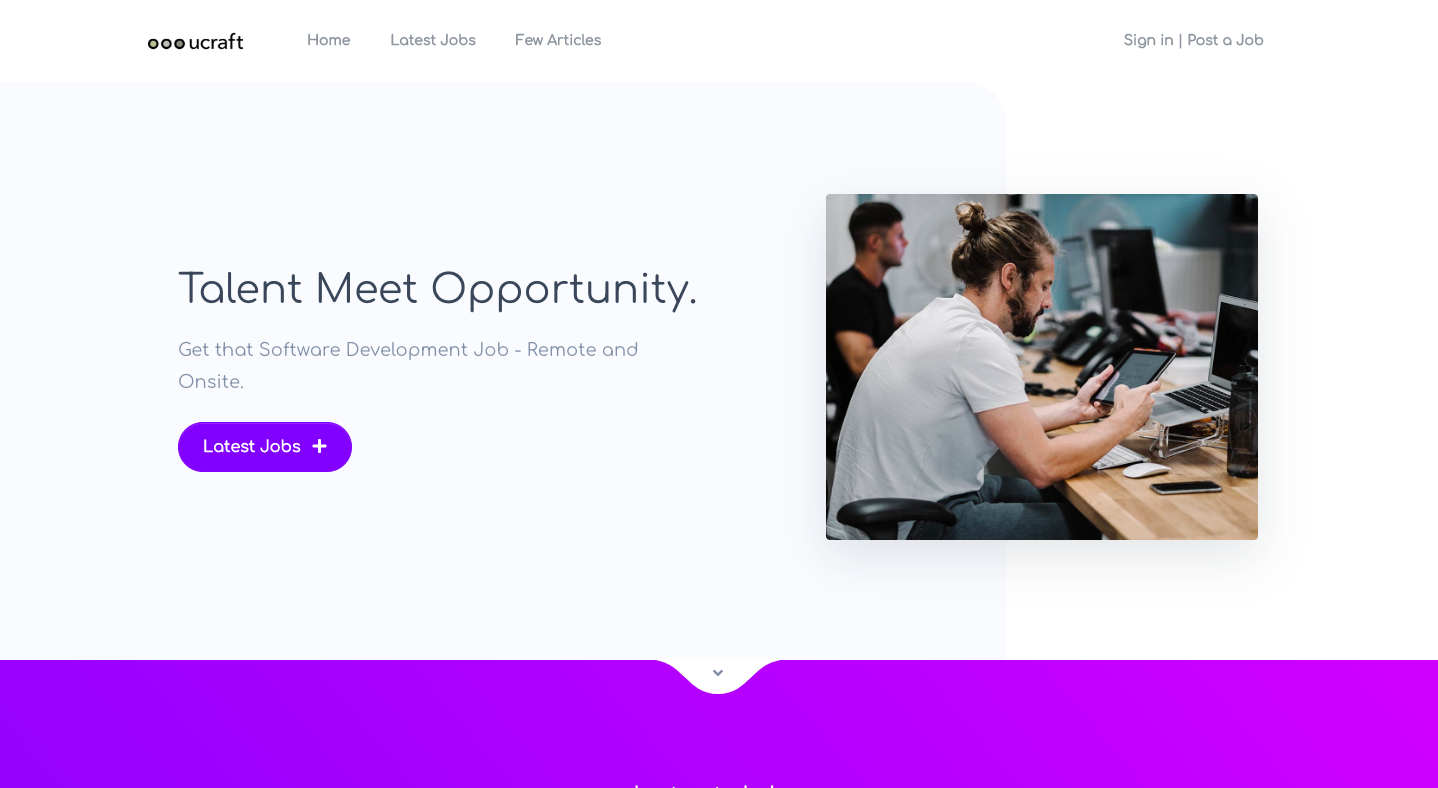 ucraft
Home
Latest Jobs
Few Articles
Sign in | Post a Job
Talent Meet Opportunity.
Get that Software Development Job - Remote and
Onsite.
Latest Jobs